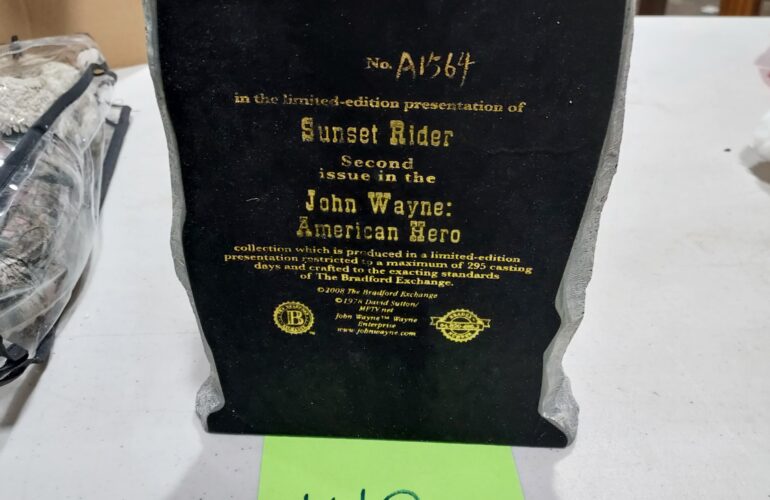 No. A1564
in the limited-edition presentation of
Sunset Rider
Second
issue in the
John Wayne:
American Hero
collection which is produced in a limited-edition
presentation restricted to a maximum of 295 casting
days and crafted to the exacting standards
of The Bradford Exchange.
©2008 The Bradford Exchange
©1978 David Sutton/
MPTV.net
John Wayne™ Wayne
Enterprise
www.johnwayne.com
B
TM